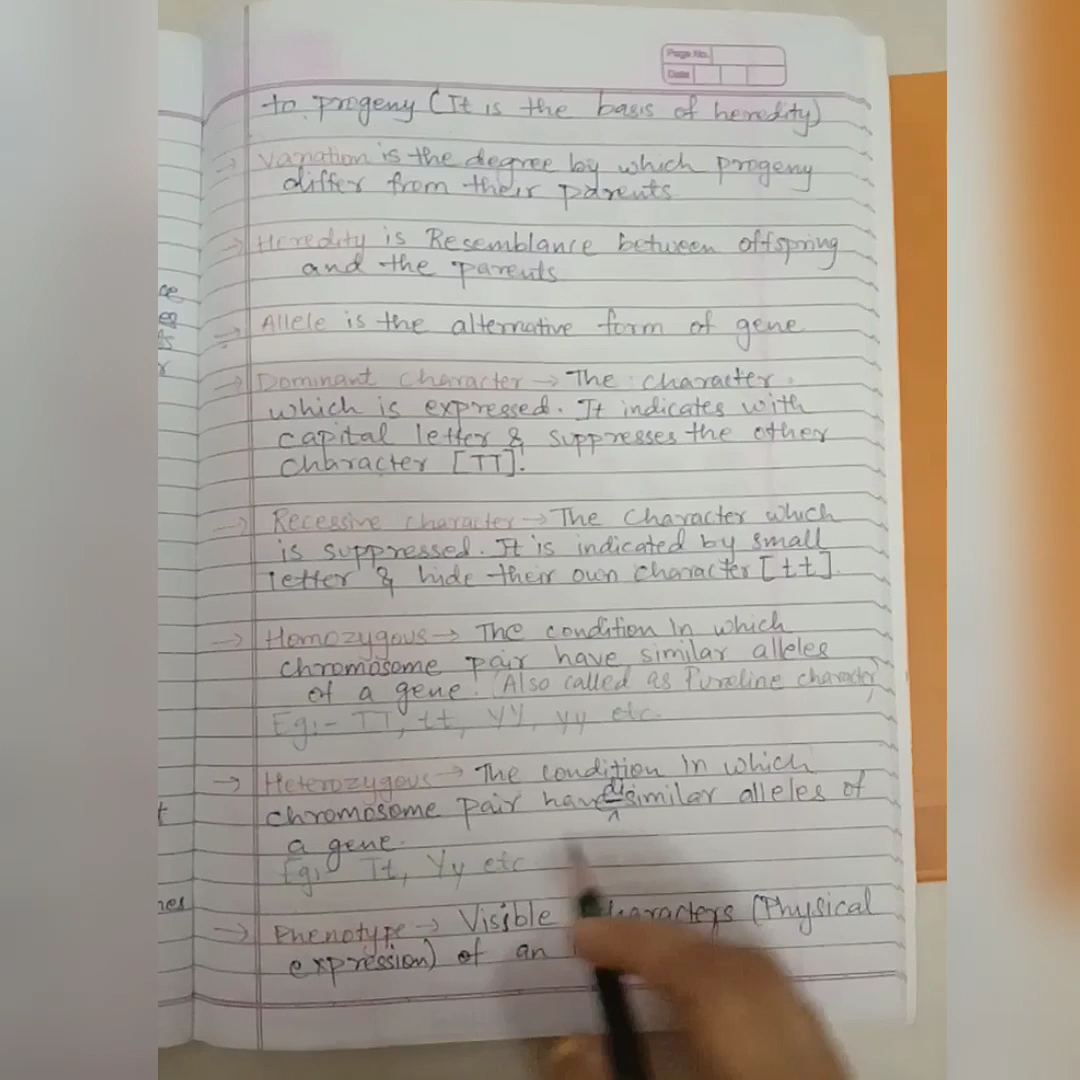 Page No.
Date
to progeny (It is the basis of heredity)
→ Variation is the degree by which progeny
differ from their parents
→ Heredity is Resemblance between offspring
and the parents
→ Allele is the alternative form of gene
→ Dominant character → The character
which is expressed. It indicates with
capital letter & suppresses the other
character [TT].
→ Recessive character → The character which
is suppressed. It is indicated by small
letter & hide their own character [tt].
→ Homozygous → The condition in which
chromosome pair have similar alleles
of a gene. (Also called as Pureline character)
Eg:- TT, tt, YY, yy etc.
→ Heterozygous → The condition in which
chromosome pair have dissimilar alleles of
a gene.
Eg: Tt, Yy etc.
→ Phenotype → Visible characters (Physical
expression) of an